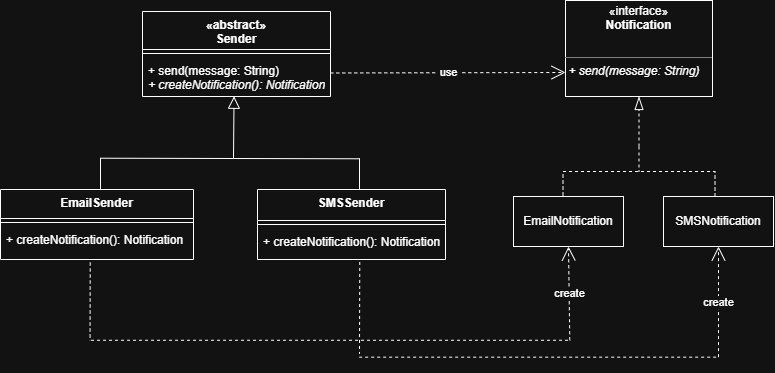 «abstract»
Sender
+ send(message: String)
+ createNotification(): Notification
use
«interface»
Notification
+ send(message: String)
EmailSender
+ createNotification(): Notification
SMSSender
+ createNotification(): Notification
EmailNotification
SMSNotification
create
create